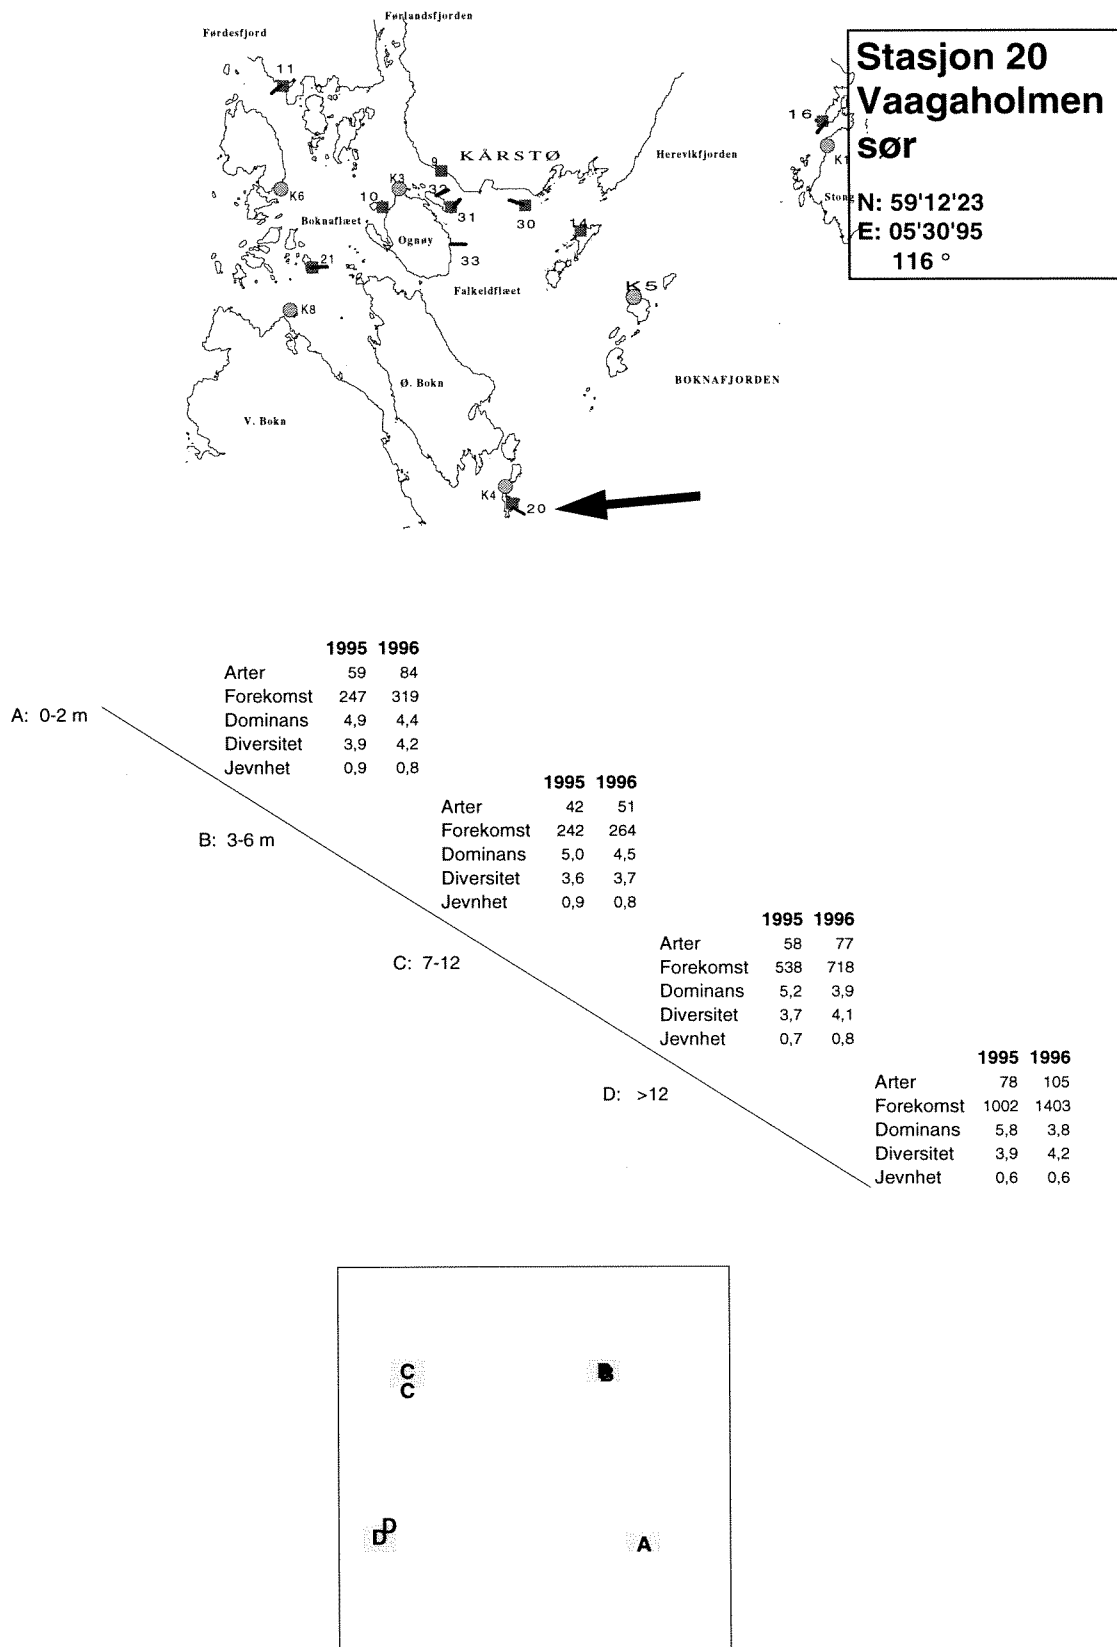 Førlandsfjorden
Førdesfjord
11
Stasjon 20
Vaagaholmen
sør
N: 59'12'23
E: 05'30'95
116 °
16
K1
Stong
9
KÅRSTØ
Herevikfjorden
K6
K3
32
10
31
30
14
Boknaflæet
Ognøy
33
21
Falkeidflæet
K5
K8
Ø. Bokn
BOKNAFJORDEN
V. Bokn
K4
20
A: 0-2 m
1995 1996
Arter 59 84
Forekomst 247 319
Dominans 4,9 4,4
Diversitet 3,9 4,2
Jevnhet 0,9 0,8
B: 3-6 m
1995 1996
Arter 42 51
Forekomst 242 264
Dominans 5,0 4,5
Diversitet 3,6 3,7
Jevnhet 0,9 0,8
C: 7-12
1995 1996
Arter 58 77
Forekomst 538 718
Dominans 5,2 3,9
Diversitet 3,7 4,1
Jevnhet 0,7 0,8
D: >12
1995 1996
Arter 78 105
Forekomst 1002 1403
Dominans 5,8 3,8
Diversitet 3,9 4,2
Jevnhet 0,6 0,6
C
C
B
B
D
D
A